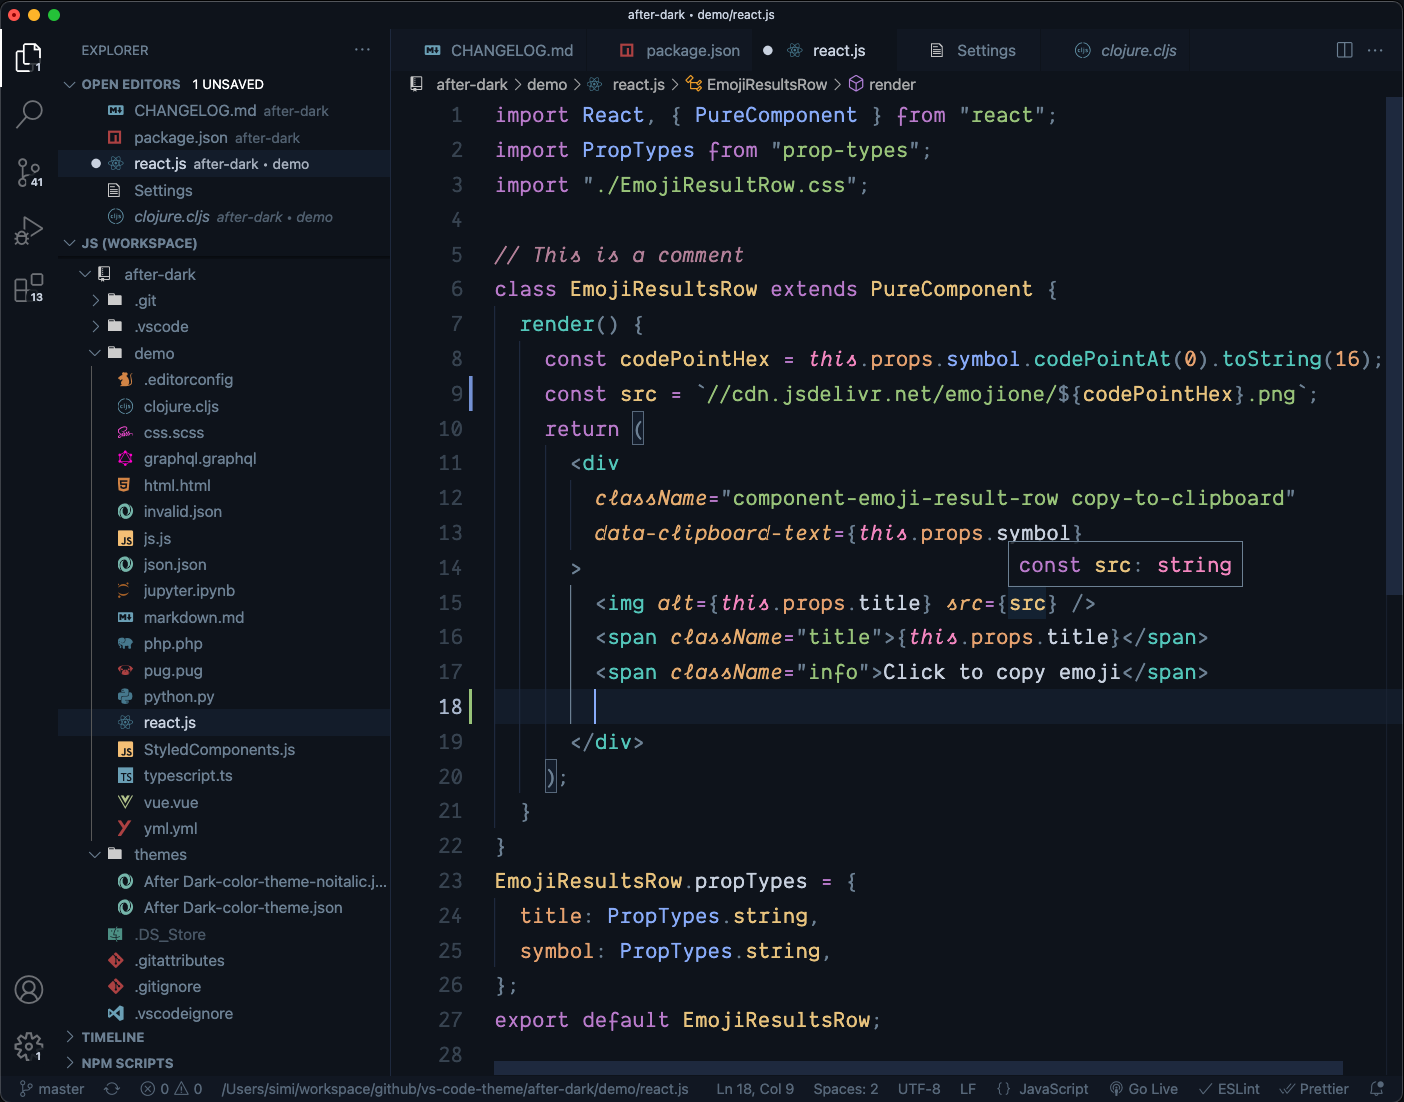 after-dark • demo/react.js
EXPLORER
OPEN EDITORS 1 UNSAVED
CHANGELOG.md after-dark
package.json after-dark
react.js after-dark • demo
Settings
clojure.cljs after-dark • demo
JS (WORKSPACE)
after-dark
.git
.vscode
demo
.editorconfig
clojure.cljs
css.scss
graphql.graphql
html.html
invalid.json
js.js
json.json
jupyter.ipynb
markdown.md
php.php
pug.pug
python.py
react.js
StyledComponents.js
typescript.ts
vue.vue
yml.yml
themes
After Dark-color-theme-noitalic.j...
After Dark-color-theme.json
.DS_Store
.gitattributes
.gitignore
.vscodeignore
TIMELINE
NPM SCRIPTS
1
41
13
1
CHANGELOG.md package.json react.js Settings clojure.cljs
after-dark > demo > react.js > EmojiResultsRow > render
1 import React, { PureComponent } from "react";
2 import PropTypes from "prop-types";
3 import "./EmojiResultRow.css";
4
5 // This is a comment
6 class EmojiResultsRow extends PureComponent {
7 render() {
8 const codePointHex = this.props.symbol.codePointAt(0).toString(16);
9 const src = `//cdn.jsdelivr.net/emojione/${codePointHex}.png`;
10 return (
11 <div
12 className="component-emoji-result-row copy-to-clipboard"
13 data-clipboard-text={this.props.symbol}
14 >
const src: string
15 <img alt={this.props.title} src={src} />
16 <span className="title">{this.props.title}</span>
17 <span className="info">Click to copy emoji</span>
18
19 </div>
20 );
21 }
22 }
23 EmojiResultsRow.propTypes = {
24 title: PropTypes.string,
25 symbol: PropTypes.string,
26 };
27 export default EmojiResultsRow;
28
master 0 0 /Users/simi/workspace/github/vs-code-theme/after-dark/demo/react.js Ln 18, Col 9 Spaces: 2 UTF-8 LF {} JavaScript Go Live ESLint Prettier